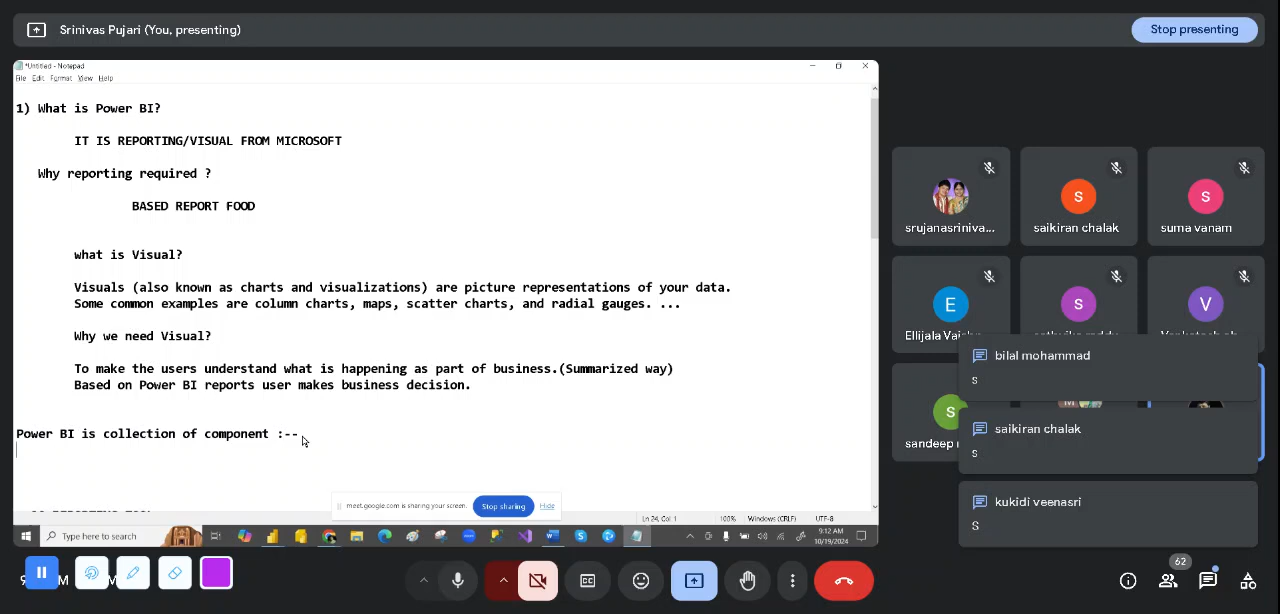 Srinivas Pujari (You, presenting)
Stop presenting
*Untitled - Notepad
File Edit Format View Help
1) What is Power BI?
IT IS REPORTING/VISUAL FROM MICROSOFT
Why reporting required ?
BASED REPORT FOOD
what is Visual?
Visuals (also known as charts and visualizations) are picture representations of your data.
Some common examples are column charts, maps, scatter charts, and radial gauges. ...
Why we need Visual?
To make the users understand what is happening as part of business.(Summarized way)
Based on Power BI reports user makes business decision.
Power BI is collection of component :--
meet.google.com is sharing your screen.
Stop sharing
Hide
Ln 24, Col 1
100%
Windows (CRLF)
UTF-8
Type here to search
9:12 AM
10/19/2024
srujanasriniva...
S
saikiran chalak
S
suma vanam
E
Ellijala
S
V
S
sandeep
bilal mohammad
s
saikiran chalak
s
kukidi veenasri
S
62